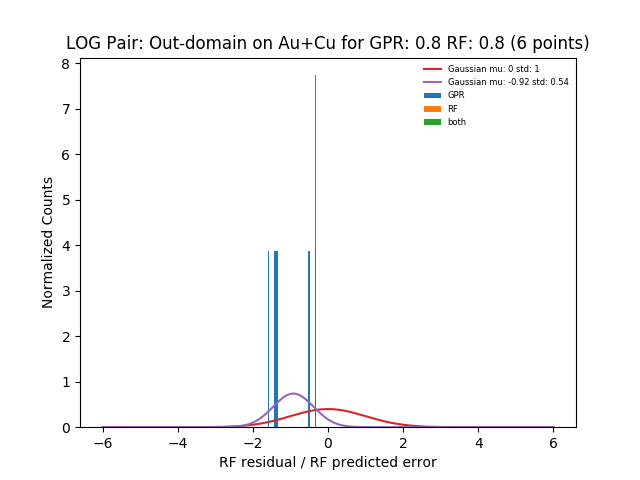 LOG Pair: Out-domain on Au+Cu for GPR: 0.8 RF: 0.8 (6 points)
Gaussian mu: 0 std: 1
Gaussian mu: -0.92 std: 0.54
GPR
RF
both
Normalized Counts
8
7
6
5
4
3
2
1
0
−6 −4 −2 0 2 4 6
RF residual / RF predicted error